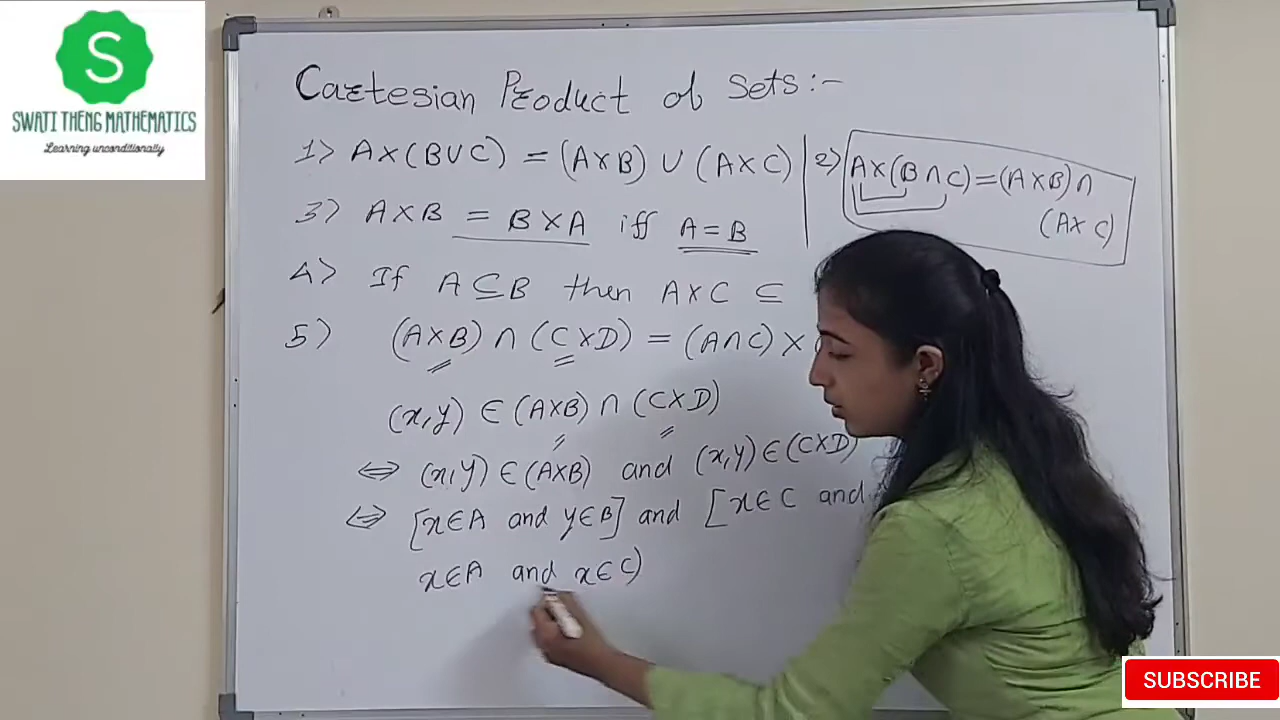 S
SWATI THENG MATHEMATICS
Learning unconditionally
Cartesian Product of Sets :-
1> A×(B∪C) = (A×B) ∪ (A×C)
2> A×(B∩C)=(A×B)∩
(A×C)
3> A×B = B×A iff A=B
4> If A⊆B then A×C ⊆
5) (A×B) ∩ (C×D) = (A∩C) ×
(x,y) ∈ (A×B) ∩ (C×D)
⇔ (x,y) ∈ (A×B) and (x,y) ∈ (C×D)
⇔ [x∈A and y∈B] and [x∈C and
x∈A and x∈C)
SUBSCRIBE